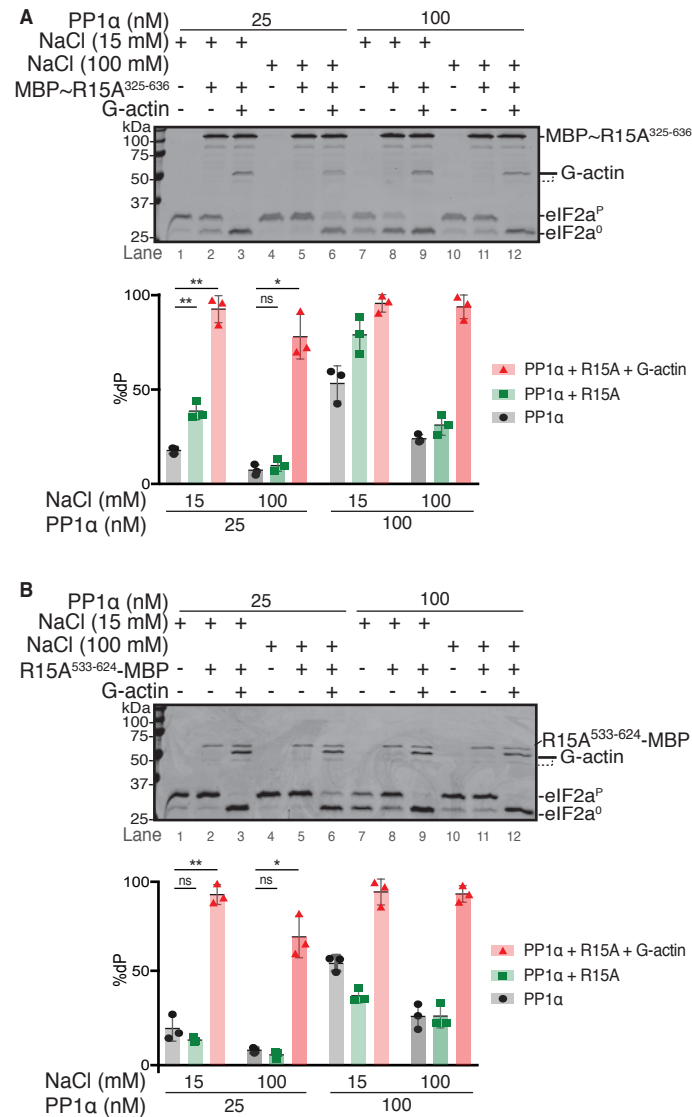 A
PP1α (nM) 25 100
NaCl (15 mM) + + + + + +
NaCl (100 mM) + + + + + +
MBP~R15A325-636 - + + - + + - + + - + +
G-actin - - + - - + - - + - - +
kDa
100-
75-
50-
37-
25-
-MBP~R15A325-636
G-actin
-eIF2aP
-eIF2a0
Lane 1 2 3 4 5 6 7 8 9 10 11 12
100
50
0
%dP
** ** * ns
PP1α + R15A + G-actin
PP1α + R15A
PP1α
NaCl (mM) 15 100 15 100
PP1α (nM) 25 100
B
PP1α (nM) 25 100
NaCl (15 mM) + + + + + +
NaCl (100 mM) + + + + + +
R15A533-624-MBP - + + - + + - + + - + +
G-actin - - + - - + - - + - - +
kDa
100-
75-
50-
37-
25-
R15A533-624-MBP
G-actin
-eIF2aP
-eIF2a0
Lane 1 2 3 4 5 6 7 8 9 10 11 12
100
50
0
%dP
** ns * ns
PP1α + R15A + G-actin
PP1α + R15A
PP1α
NaCl (mM) 15 100 15 100
PP1α (nM) 25 100